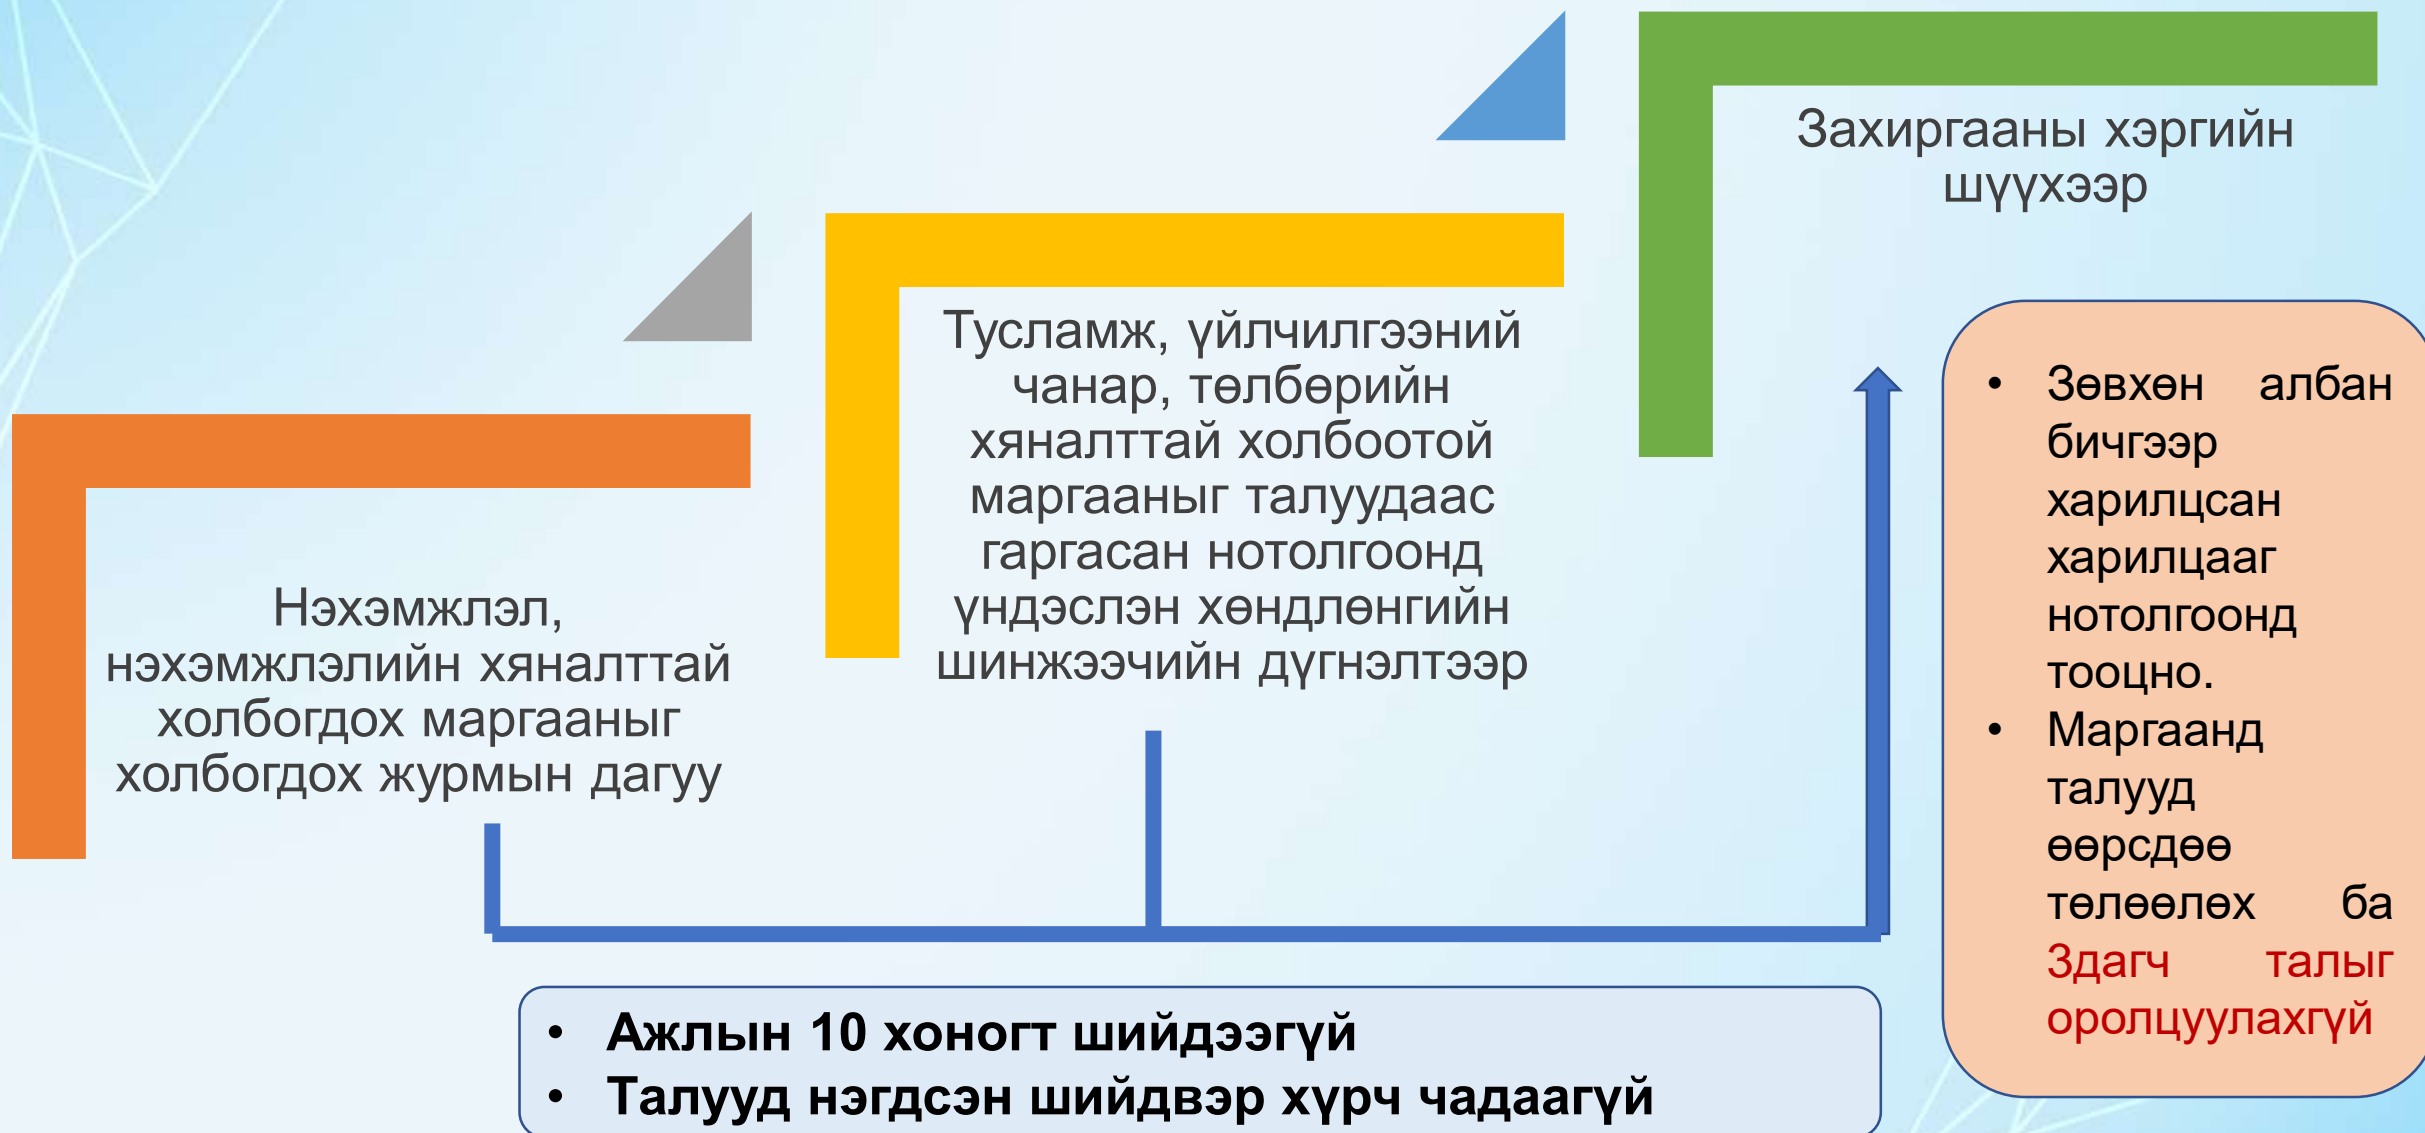 Захиргааны хэргийн
шүүхээр
Тусламж, үйлчилгээний
чанар, төлбөрийн
хяналттай холбоотой
маргааныг талуудаас
гаргасан нотолгоонд
үндэслэн хөндлөнгийн
шинжээчийн дүгнэлтээр
Нэхэмжлэл,
нэхэмжлэлийн хяналттай
холбогдох маргааныг
холбогдох журмын дагуу
• Зөвхөн албан
бичгээр
харилцсан
харилцааг
нотолгоонд
тооцно.
• Маргаанд
талууд
өөрсдөө
төлөөлөх ба
3дагч талыг
оролцуулахгүй
• Ажлын 10 хоногт шийдээгүй
• Талууд нэгдсэн шийдвэр хүрч чадаагүй